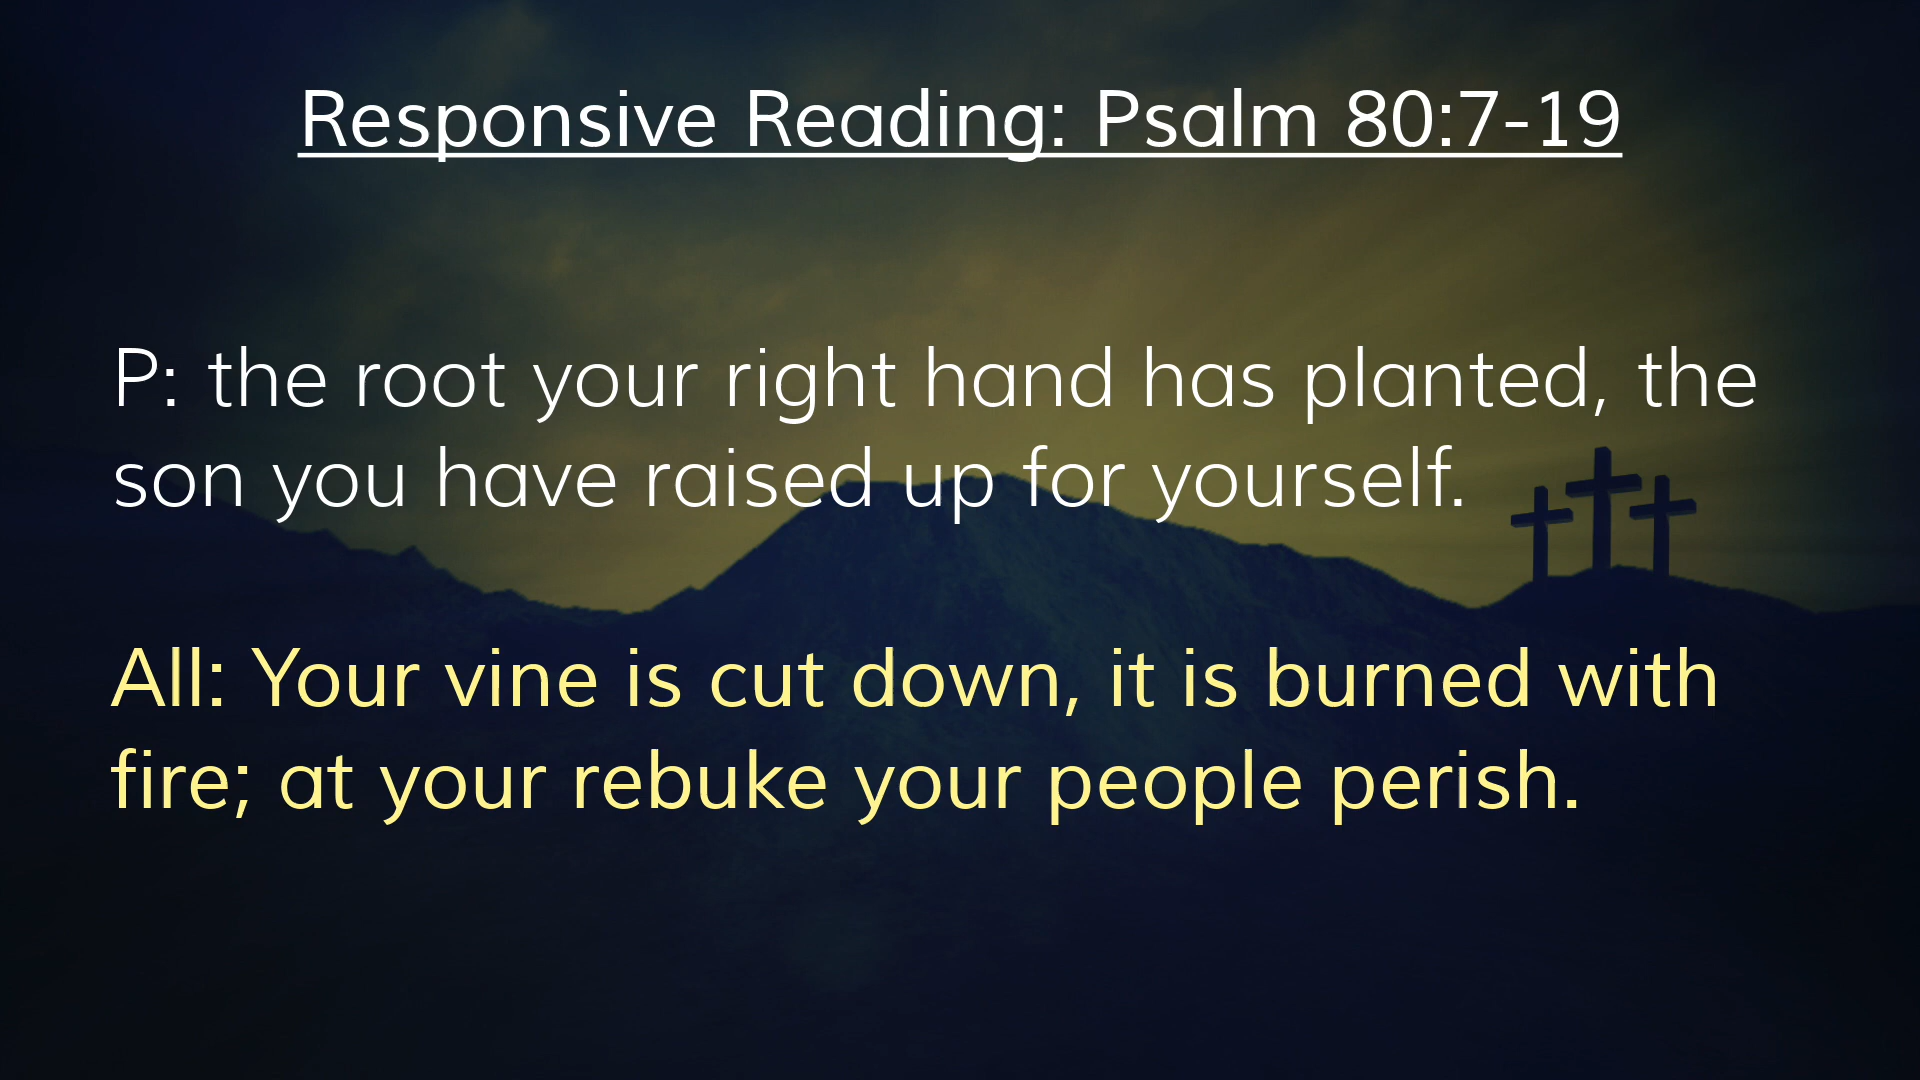 Responsive Reading: Psalm 80:7-19
P: the root your right hand has planted, the
son you have raised up for yourself.
All: Your vine is cut down, it is burned with
fire; at your rebuke your people perish.